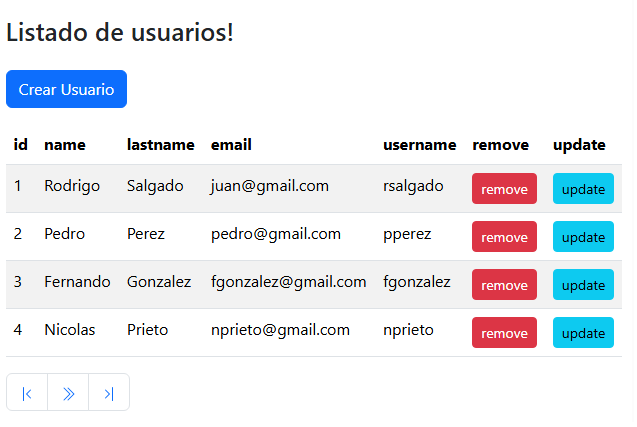 Listado de usuarios!
Crear Usuario
id name lastname email username remove update
1 Rodrigo Salgado juan@gmail.com rsalgado remove update
2 Pedro Perez pedro@gmail.com pperez remove update
3 Fernando Gonzalez fgonzalez@gmail.com fgonzalez remove update
4 Nicolas Prieto nprieto@gmail.com nprieto remove update